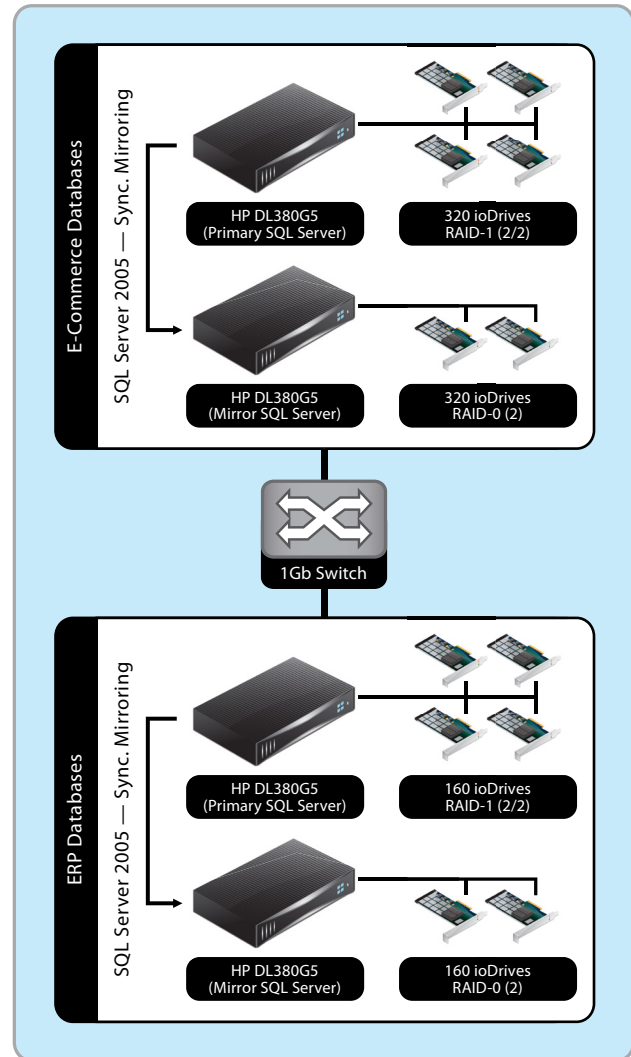 E-Commerce Databases
SQL Server 2005 — Sync. Mirroring
HP DL380G5
(Primary SQL Server)
320 ioDrives
RAID-1 (2/2)
HP DL380G5
(Mirror SQL Server)
320 ioDrives
RAID-0 (2)
1Gb Switch
ERP Databases
SQL Server 2005 — Sync. Mirroring
HP DL380G5
(Primary SQL Server)
160 ioDrives
RAID-1 (2/2)
HP DL380G5
(Mirror SQL Server)
160 ioDrives
RAID-0 (2)